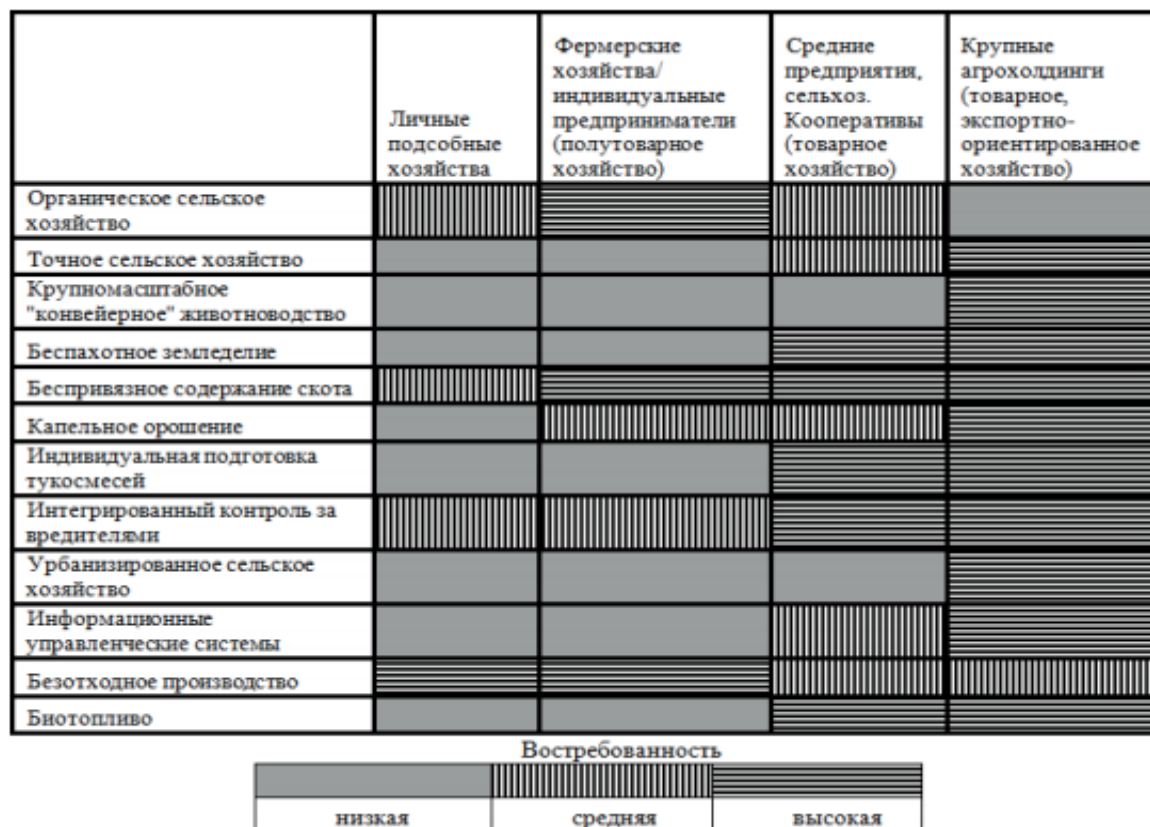 Личные
подсобные
хозяйства
Фермерские
хозяйства/
индивидуальные
предприниматели
(полутоварное
хозяйство)
Средние
предприятия,
сельхоз.
Кооперативы
(товарное
хозяйство)
Крупные
агрохолдинги
(товарное,
экспортно-
ориентированное
хозяйство)
Органическое сельское
хозяйство
Точное сельское хозяйство
Крупномасштабное
"конвейерное" животноводство
Беспахотное земледелие
Беспривязное содержание скота
Капельное орошение
Индивидуальная подготовка
тукосмесей
Интегрированный контроль за
вредителями
Урбанизированное сельское
хозяйство
Информационные
управленческие системы
Безотходное производство
Биотопливо
Востребованность
низкая
средняя
высокая